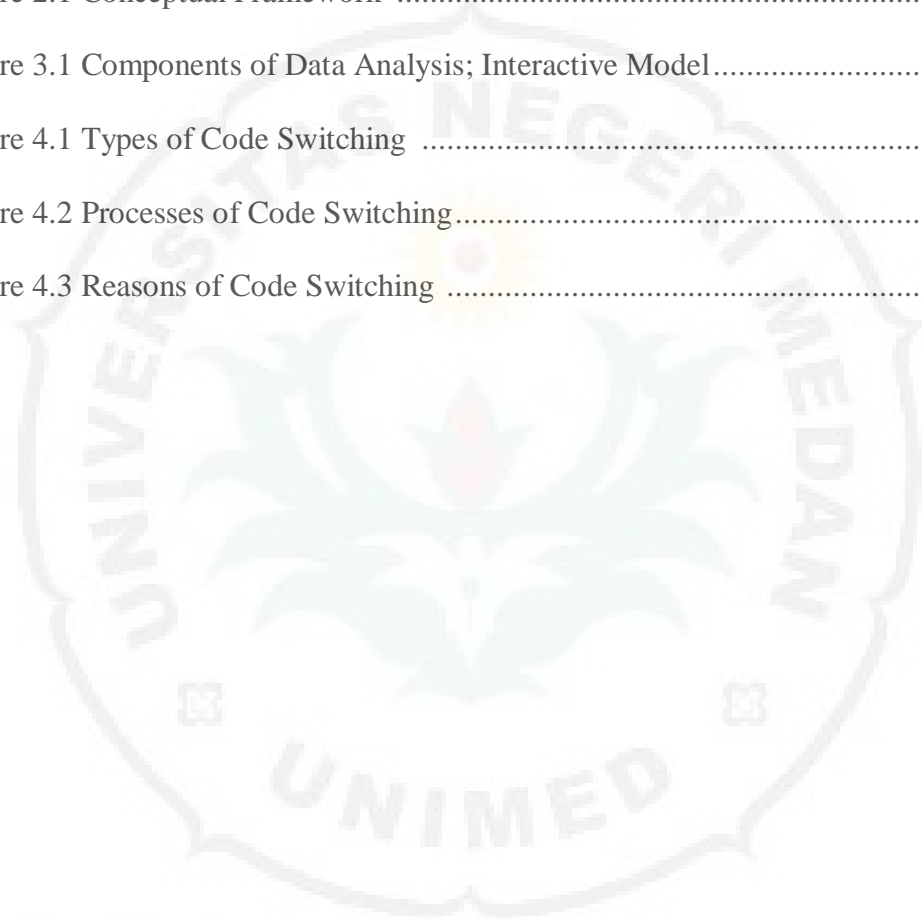 re 2.1 Conceptual Framework ..............................................................
re 3.1 Components of Data Analysis; Interactive Model.........................
re 4.1 Types of Code Switching ............................................................
re 4.2 Processes of Code Switching........................................................
re 4.3 Reasons of Code Switching .........................................................
UNIVERSITAS NEGERI MEDAN
UNIMED